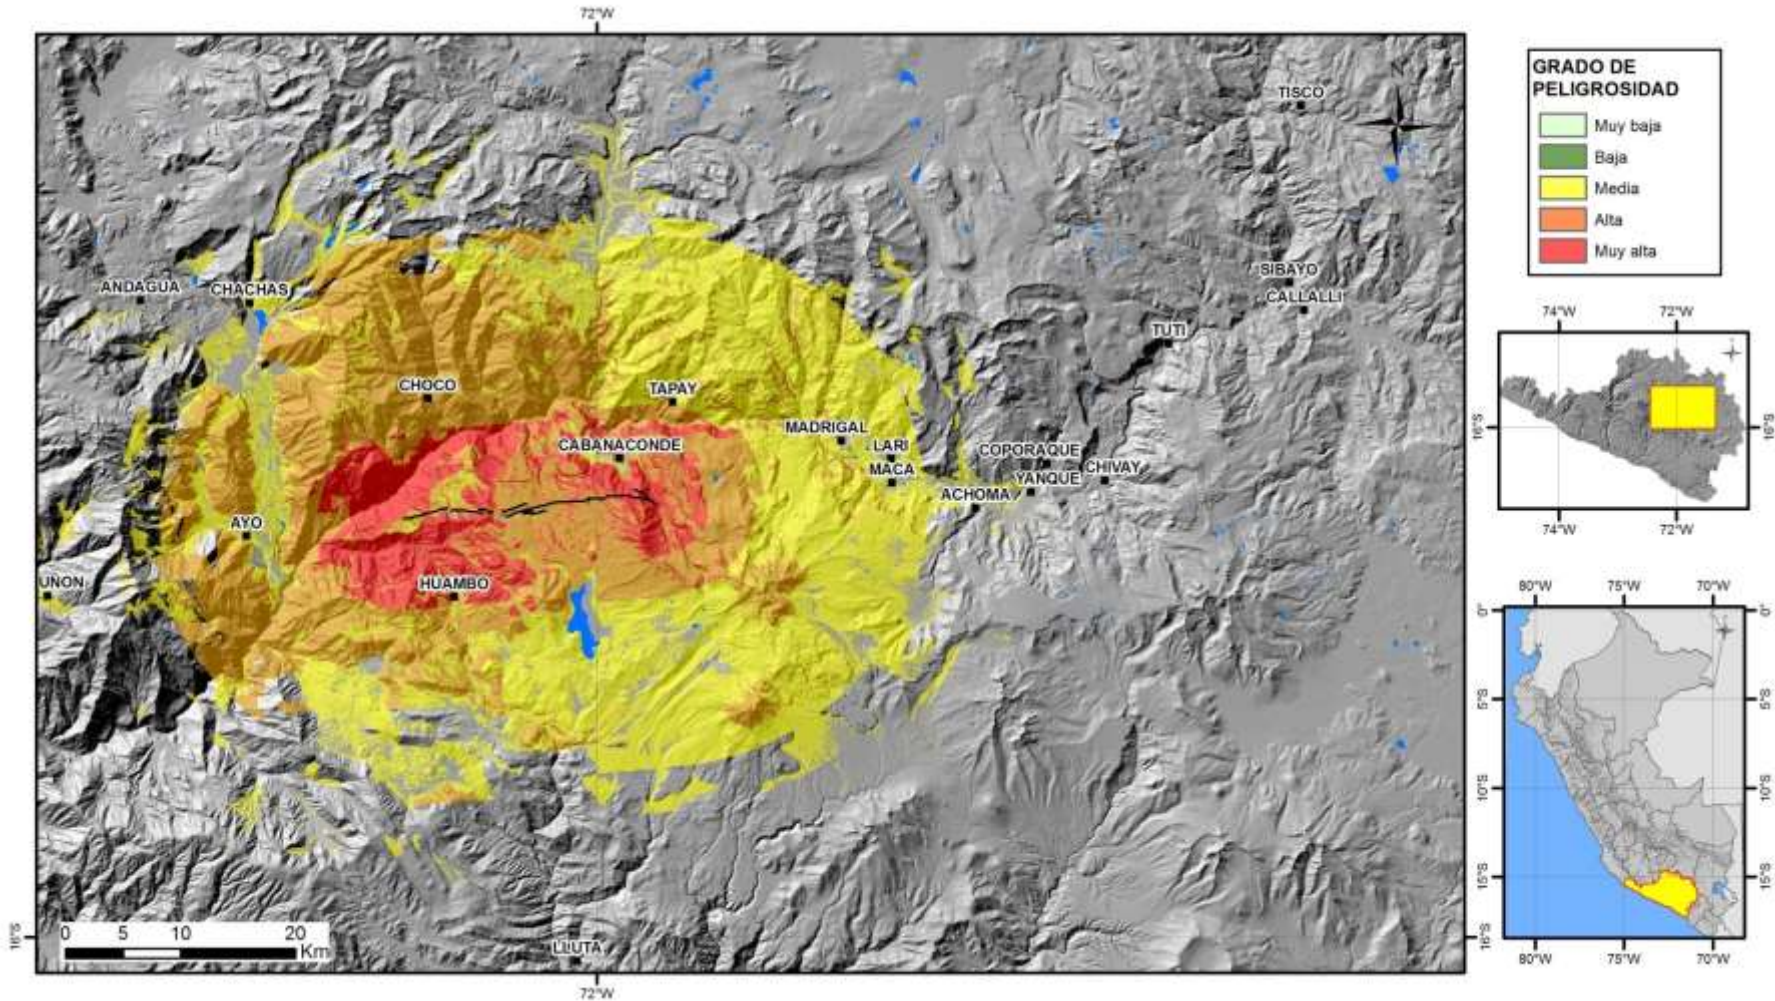 72°W
TISCO
SIBAYO
ANDAGUA
CHACHAS
CALLALLI
TUTI
CHOCO
TAPAY
MADRIGAL
CABANACONDE
LARI
COPORAQUE
MACA
CHIVAY
YANQUE
ACHOMA
AYO
UÑON
HUAMBO
0 5 10 20
Km
LLUTA
16°S
16°S
72°W
GRADO DE
PELIGROSIDAD
Muy baja
Baja
Media
Alta
Muy alta
74°W 72°W
16°S
16°S
74°W 72°W
80°W 75°W 70°W
0°
0°
5°S
5°S
10°S
10°S
15°S
15°S
80°W 75°W 70°W